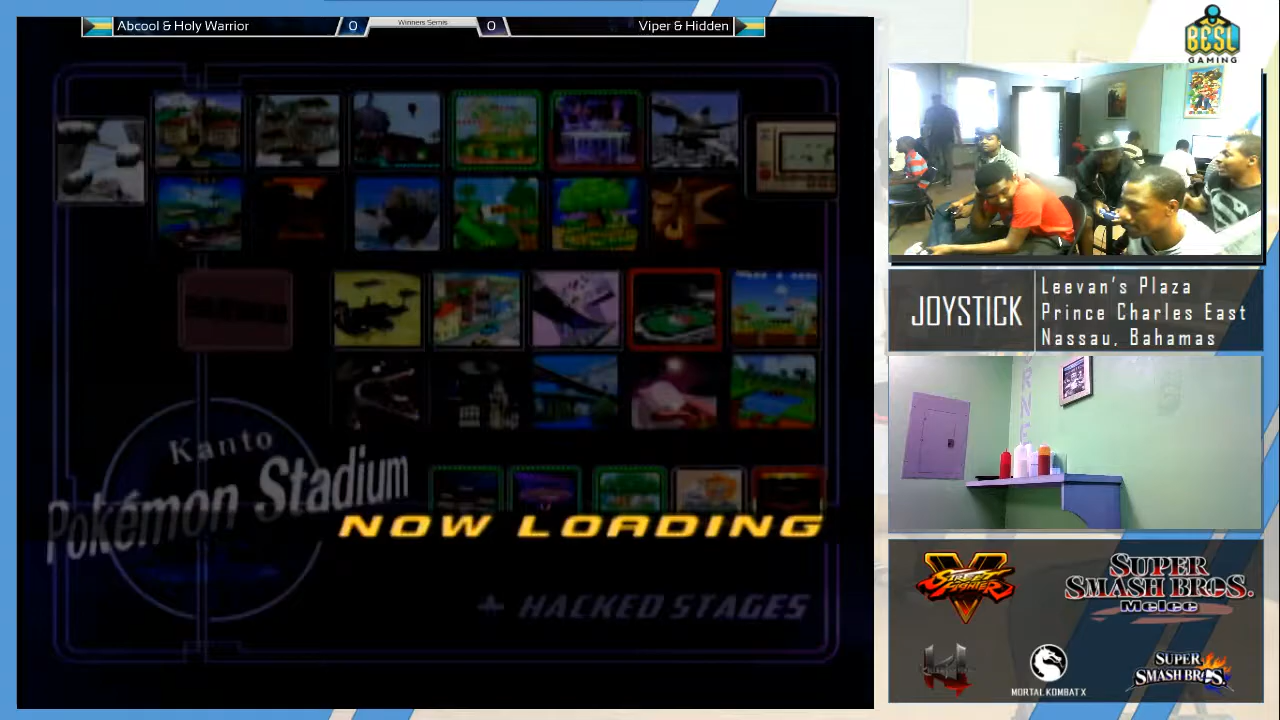 Abcool & Holy Warrior
0
Winners Semis
0
Viper & Hidden
BESL
GAMING
JOYSTICK
Leevan's Plaza
Prince Charles East
Nassau, Bahamas
Kanto
Pokémon Stadium
NOW LOADING
HACKED STAGES
STREET FIGHTER
V
SUPER
SMASH BROS.
Melee
MORTAL KOMBAT X
SUPER
SMASH BROS.